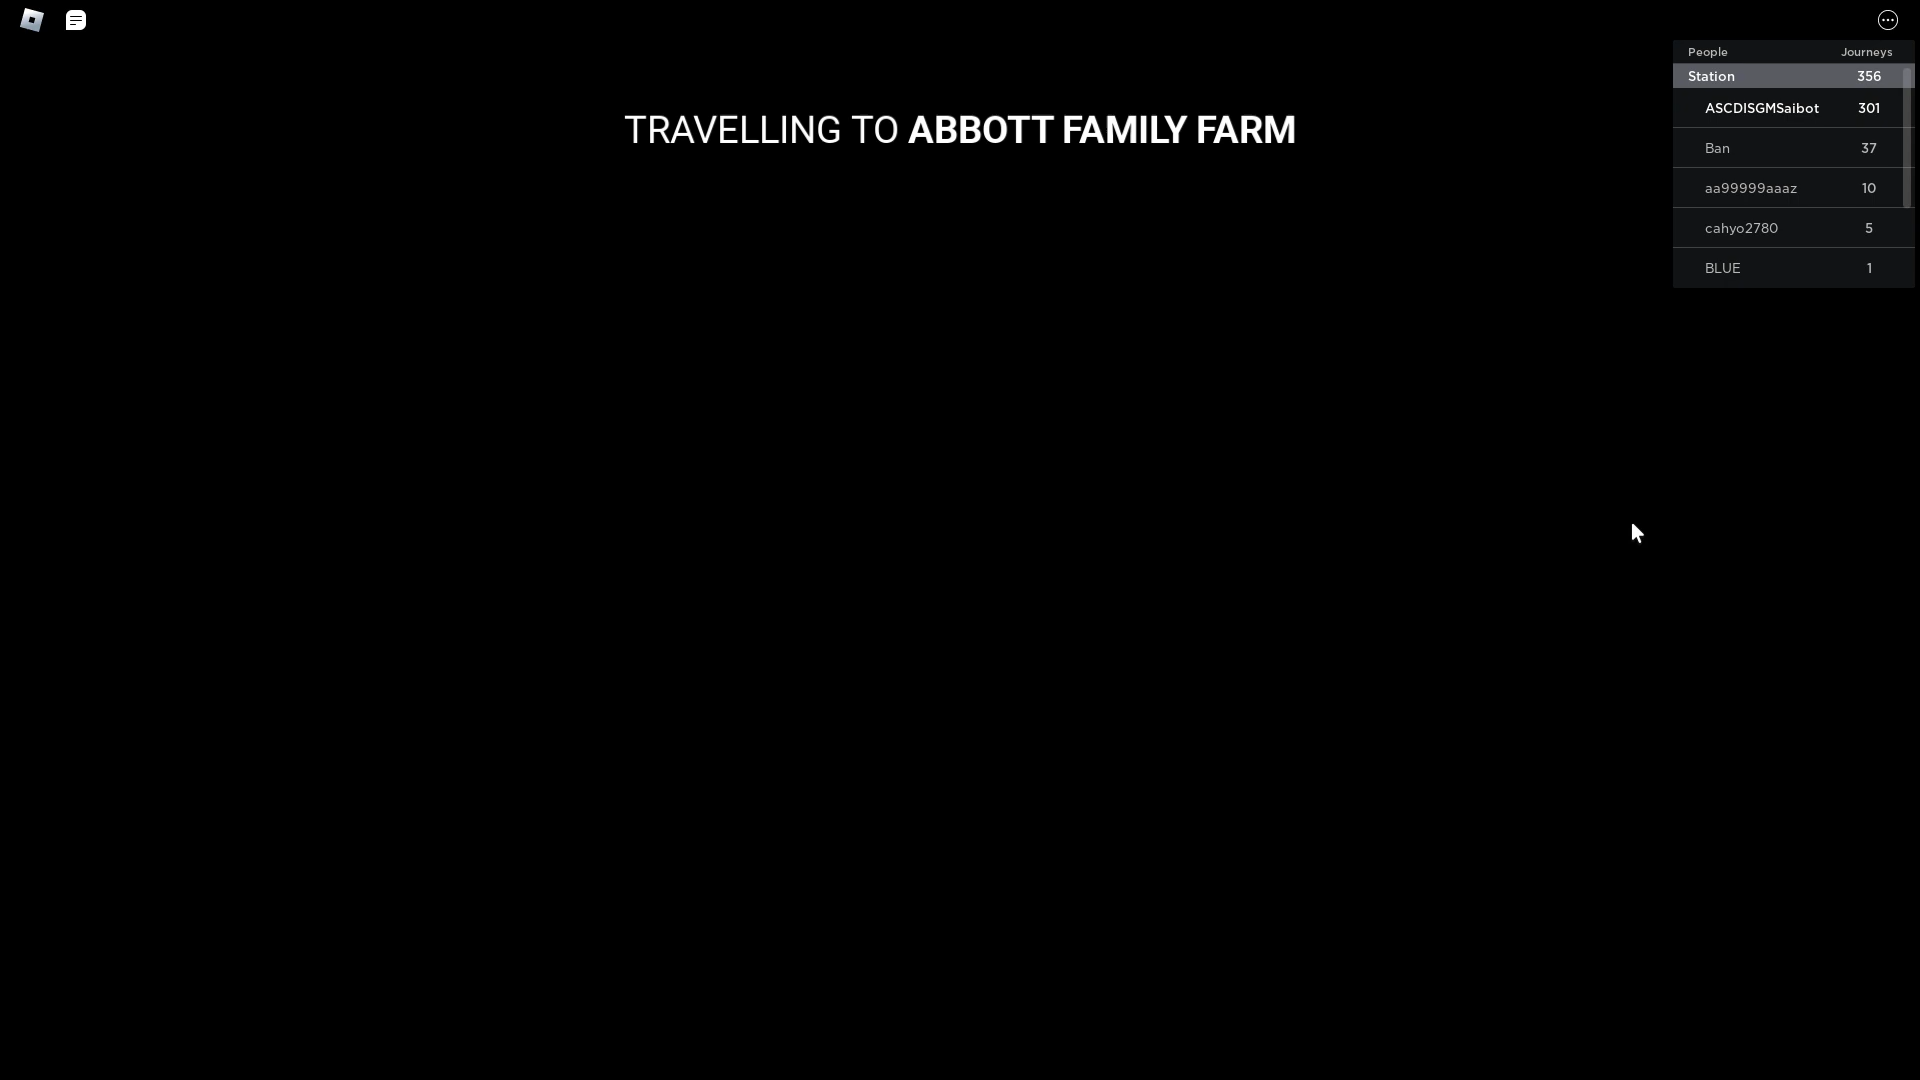 People Journeys
Station 356
TRAVELLING TO ABBOTT FAMILY FARM
ASCDISGMSaibot 301
Ban 37
aa99999aaaz 10
cahyo2780 5
BLUE 1